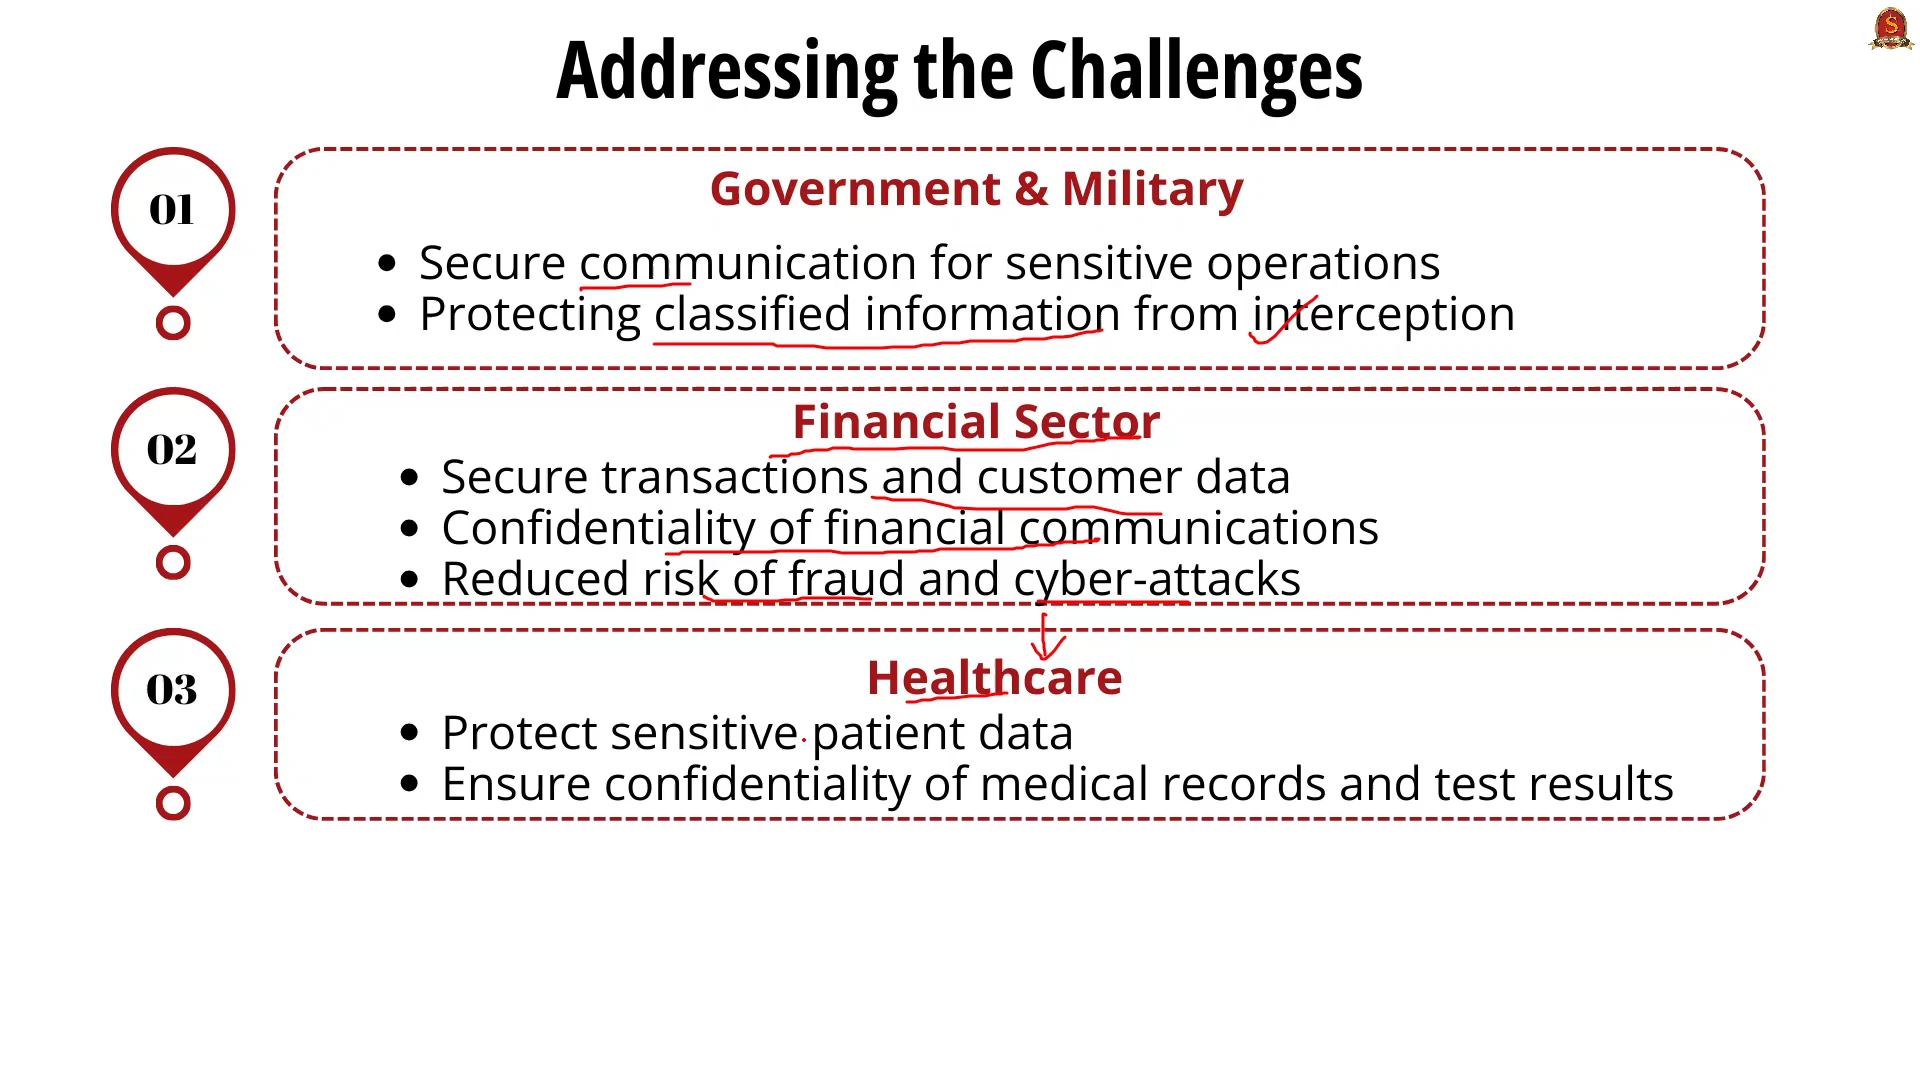 Addressing the Challenges
01
Government & Military
• Secure communication for sensitive operations
• Protecting classified information from interception
02
Financial Sector
• Secure transactions and customer data
• Confidentiality of financial communications
• Reduced risk of fraud and cyber-attacks
03
Healthcare
• Protect sensitive patient data
• Ensure confidentiality of medical records and test results
S